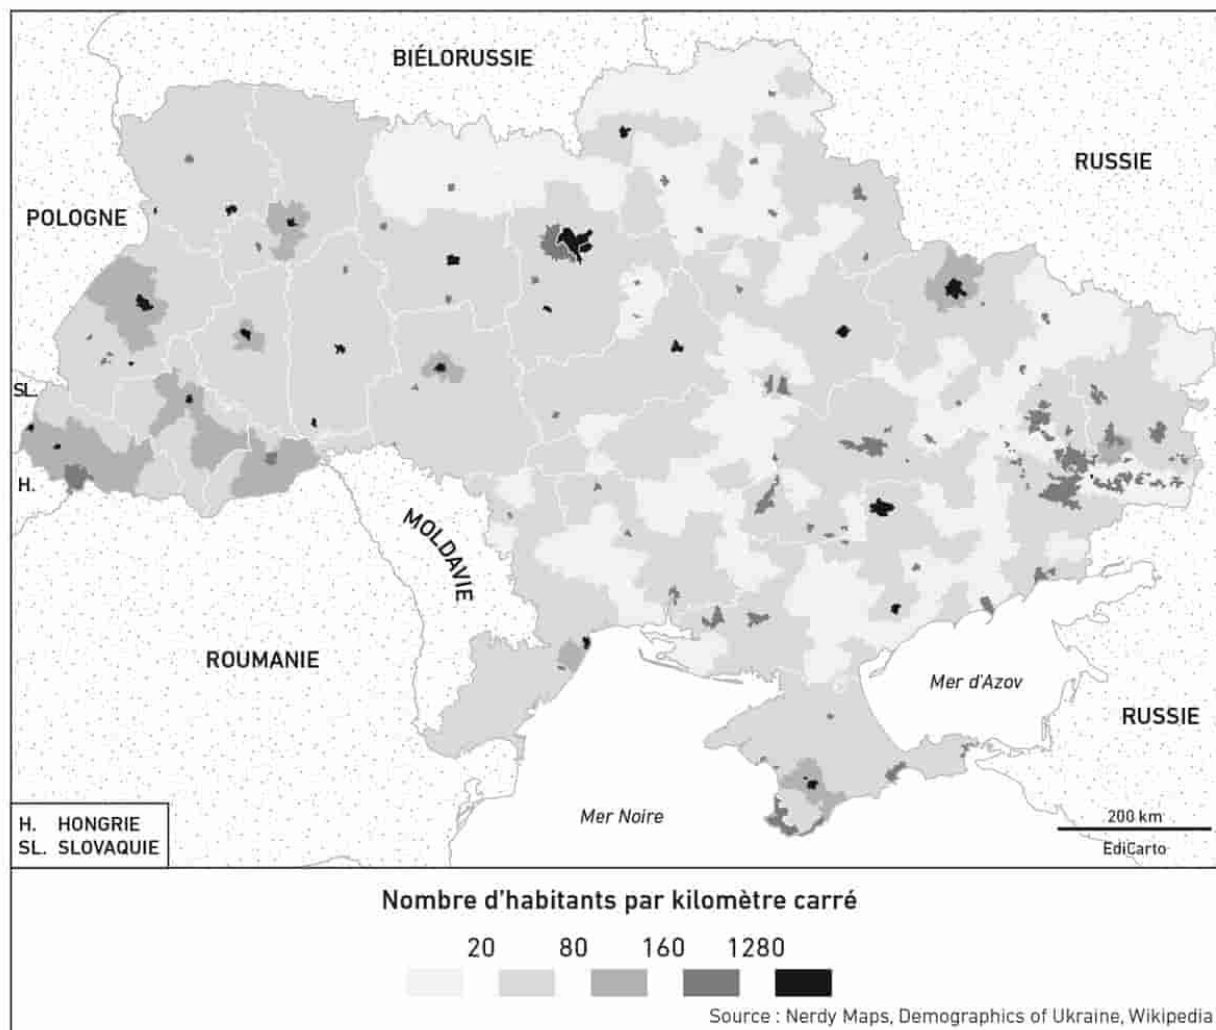 BIÉLORUSSIE
RUSSIE
POLOGNE
SL.
H.
MOLDAVIE
ROUMANIE
Mer d'Azov
RUSSIE
Mer Noire
200 km
EdiCarto
H. HONGRIE
SL. SLOVAQUIE
Nombre d'habitants par kilomètre carré
20 80 160 1280
Source : Nerdy Maps, Demographics of Ukraine, Wikipedia